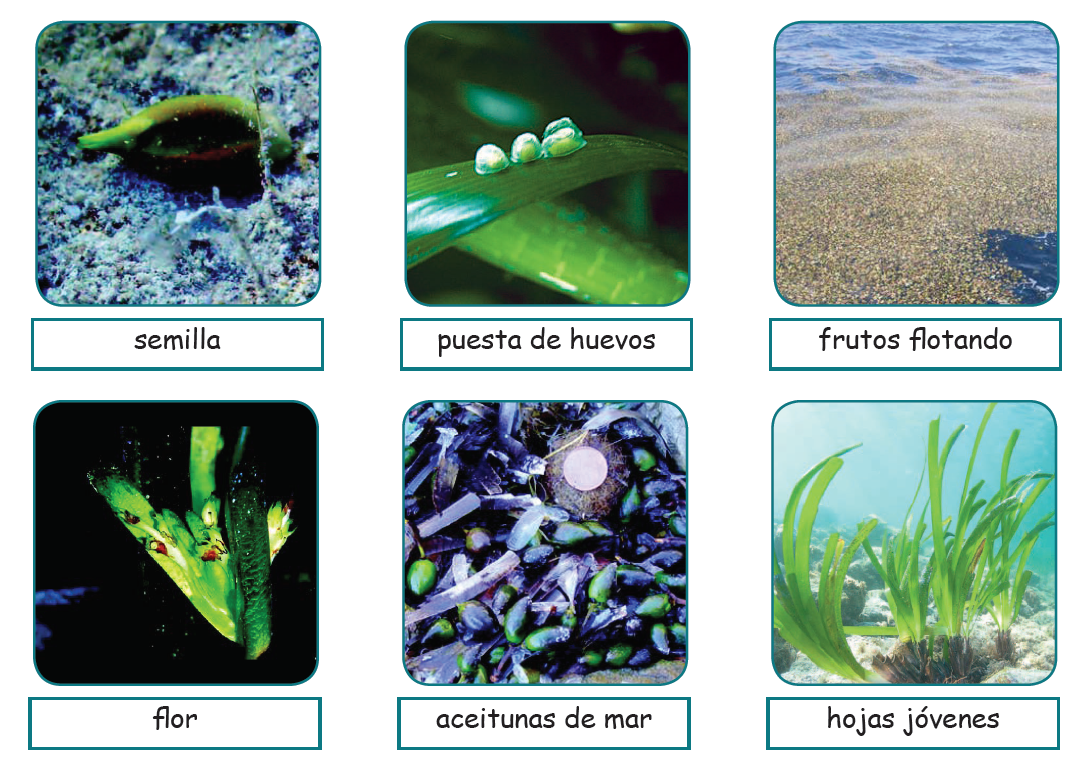 semilla
puesta de huevos
frutos flotando
flor
aceitunas de mar
hojas jóvenes